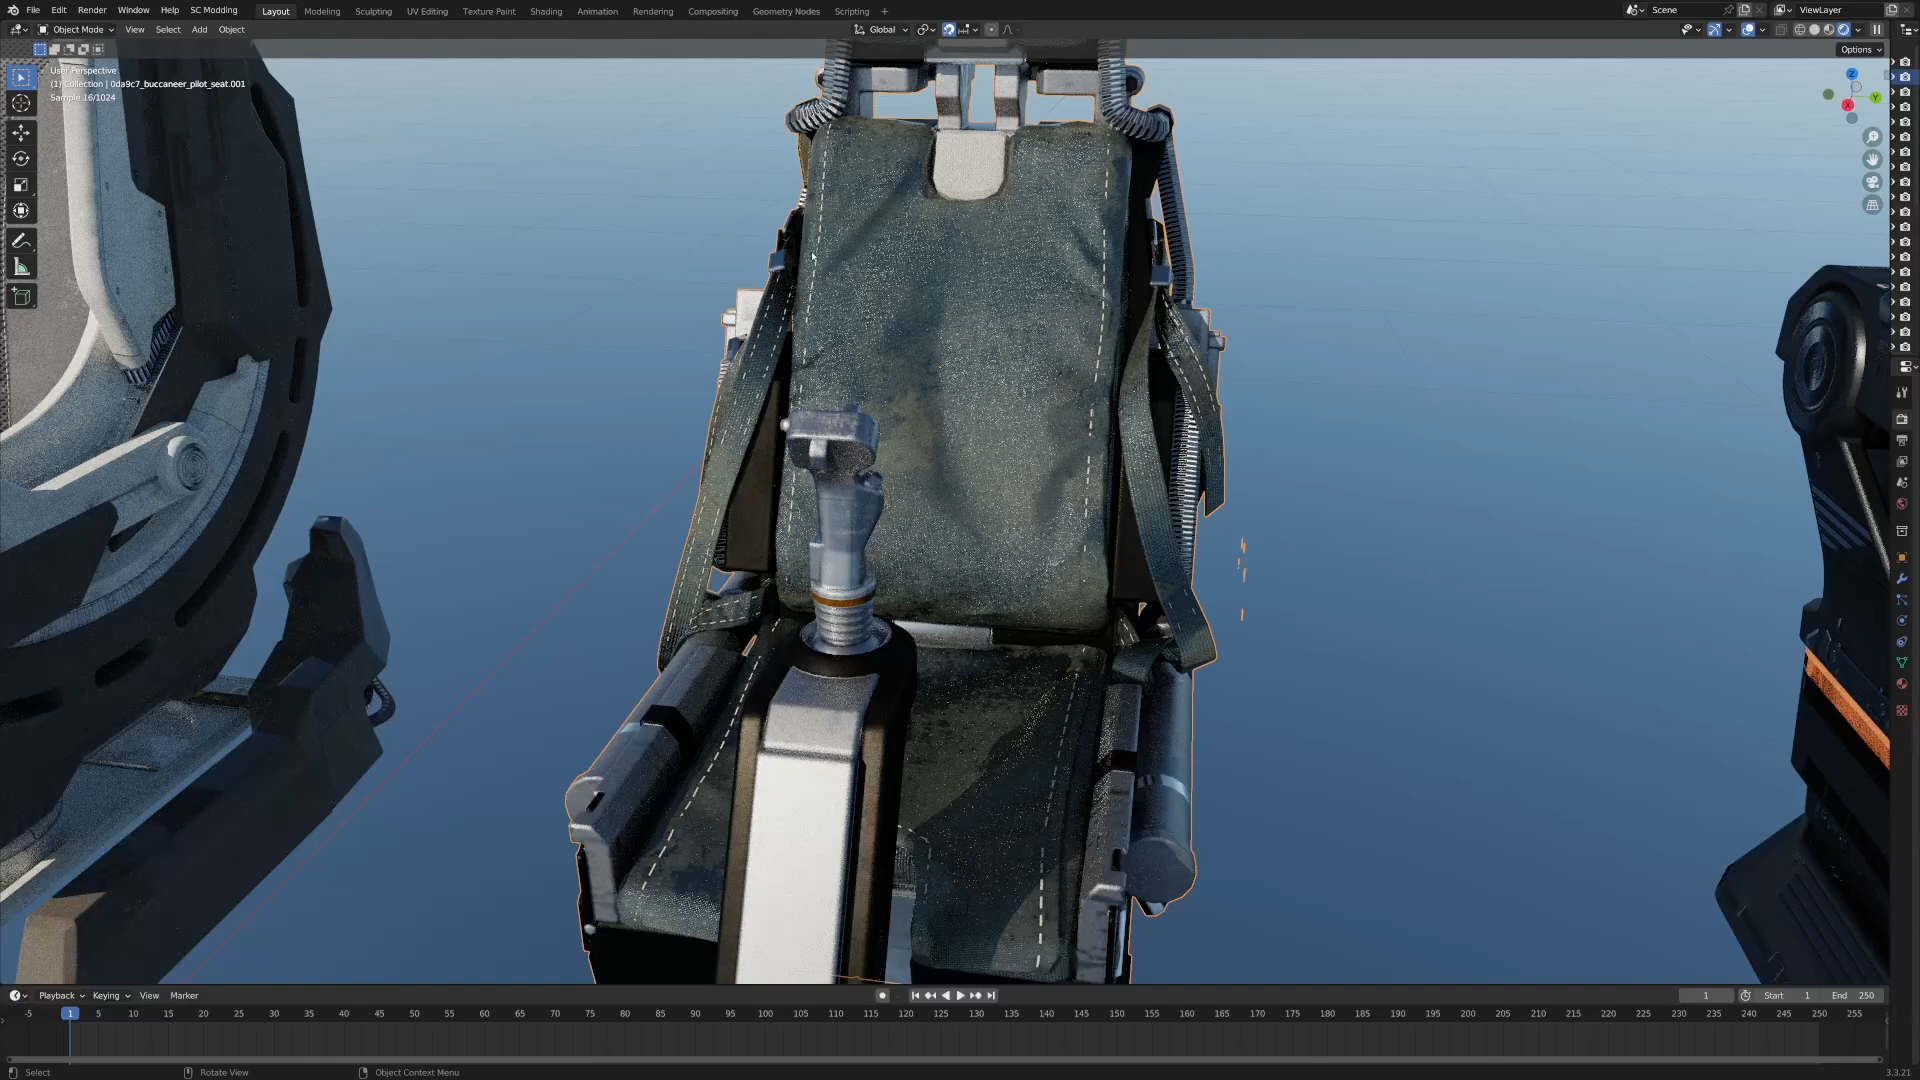 File Edit Render Window Help SC Modding Layout Modeling Sculpting UV Editing Texture Paint Shading Animation Rendering Compositing Geometry Nodes Scripting + Scene ViewLayer
Object Mode View Select Add Object Global
Options
User Perspective
(1) Collection | 0da9c7_buccaneer_pilot_seat.001
Sample 16/1024
Z
Y
X
Playback Keying View Marker 1 Start 1 End 250
-5 1 5 10 15 20 25 30 35 40 45 50 55 60 65 70 75 80 85 90 95 100 105 110 115 120 125 130 135 140 145 150 155 160 165 170 175 180 185 190 195 200 205 210 215 220 225 230 235 240 245 250 255
Select Rotate View Object Context Menu 3.3.21